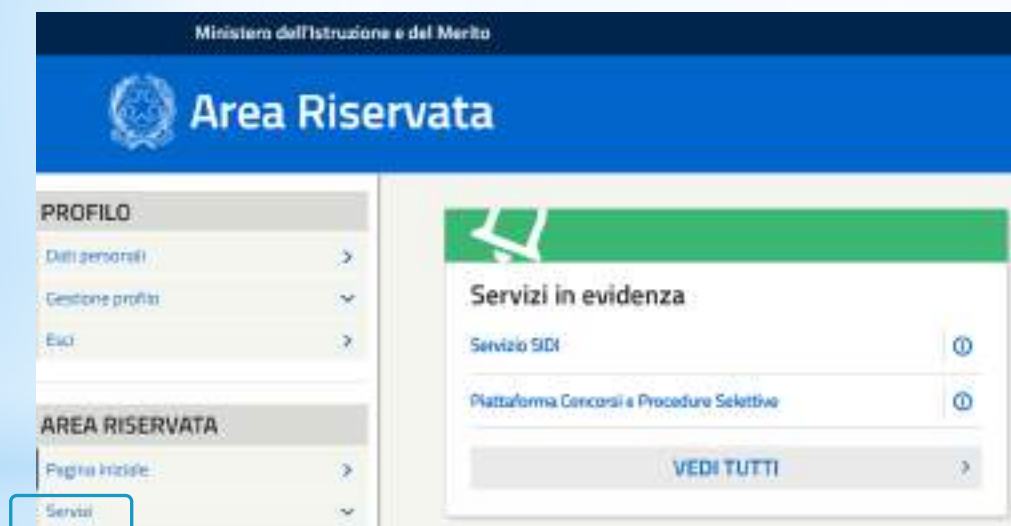 Ministero dell'Istruzione e del Merito
Area Riservata
PROFILO
Dati personali
Gestione profilo
Esci
AREA RISERVATA
Pagina iniziale
Servizi
Servizi in evidenza
Servizio SIDI
Piattaforma Concorsi e Procedure Selettive
VEDI TUTTI